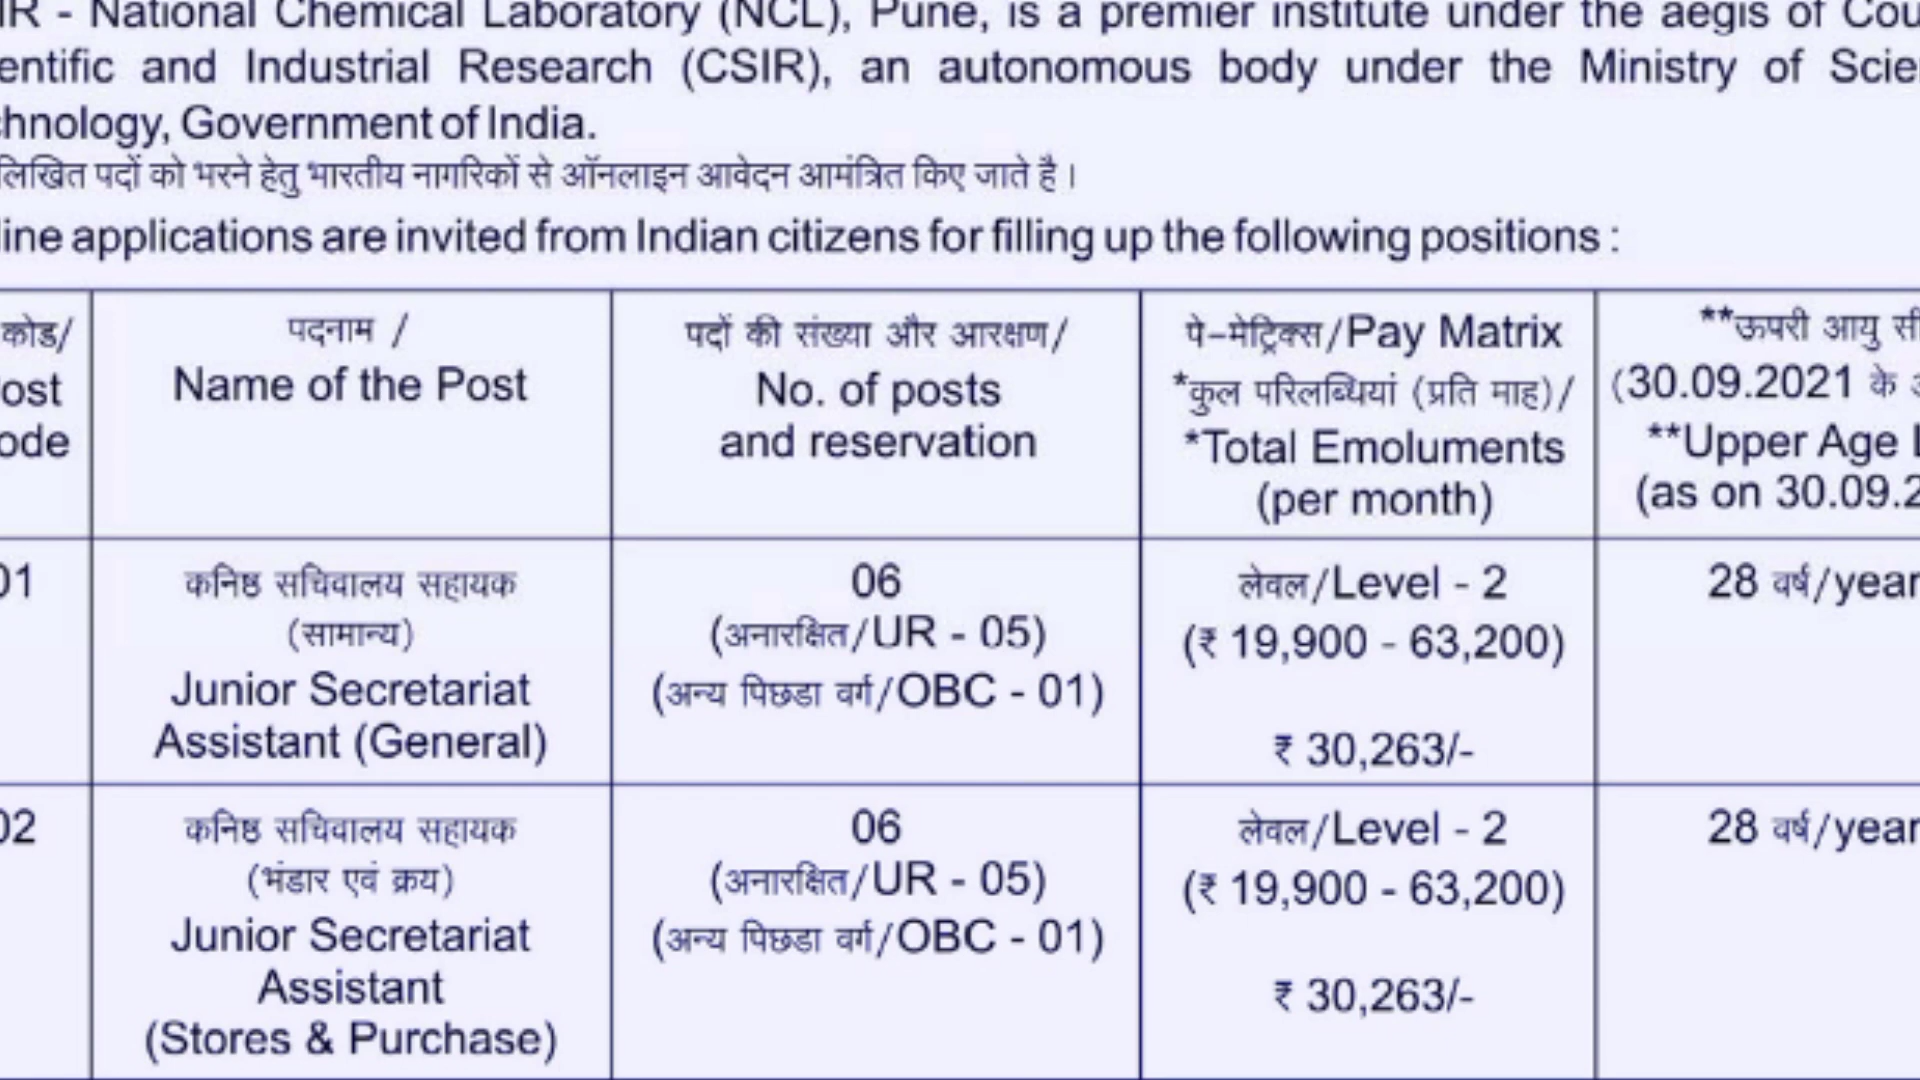 IR - National Chemical Laboratory (NCL), Pune, is a premier institute under the aegis of Cou
entific and Industrial Research (CSIR), an autonomous body under the Ministry of Scie
chnology, Government of India.
लिखित पदों को भरने हेतु भारतीय नागरिकों से ऑनलाइन आवेदन आमंत्रित किए जाते है ।
line applications are invited from Indian citizens for filling up the following positions :
कोड/
ost
ode
पदनाम /
Name of the Post
पदों की संख्या और आरक्षण/
No. of posts
and reservation
पे-मेट्रिक्स/Pay Matrix
*कुल परिलब्धियां (प्रति माह)/
*Total Emoluments
(per month)
**ऊपरी आयु सी
(30.09.2021 के अ
**Upper Age L
(as on 30.09.2
01
कनिष्ठ सचिवालय सहायक
(सामान्य)
Junior Secretariat
Assistant (General)
06
(अनारक्षित/UR - 05)
(अन्य पिछडा वर्ग/OBC - 01)
लेवल/Level - 2
(₹ 19,900 - 63,200)
₹ 30,263/-
28 वर्ष/year
02
कनिष्ठ सचिवालय सहायक
(भंडार एवं क्रय)
Junior Secretariat
Assistant
(Stores & Purchase)
06
(अनारक्षित/UR - 05)
(अन्य पिछडा वर्ग/OBC - 01)
लेवल/Level - 2
(₹ 19,900 - 63,200)
₹ 30,263/-
28 वर्ष/year